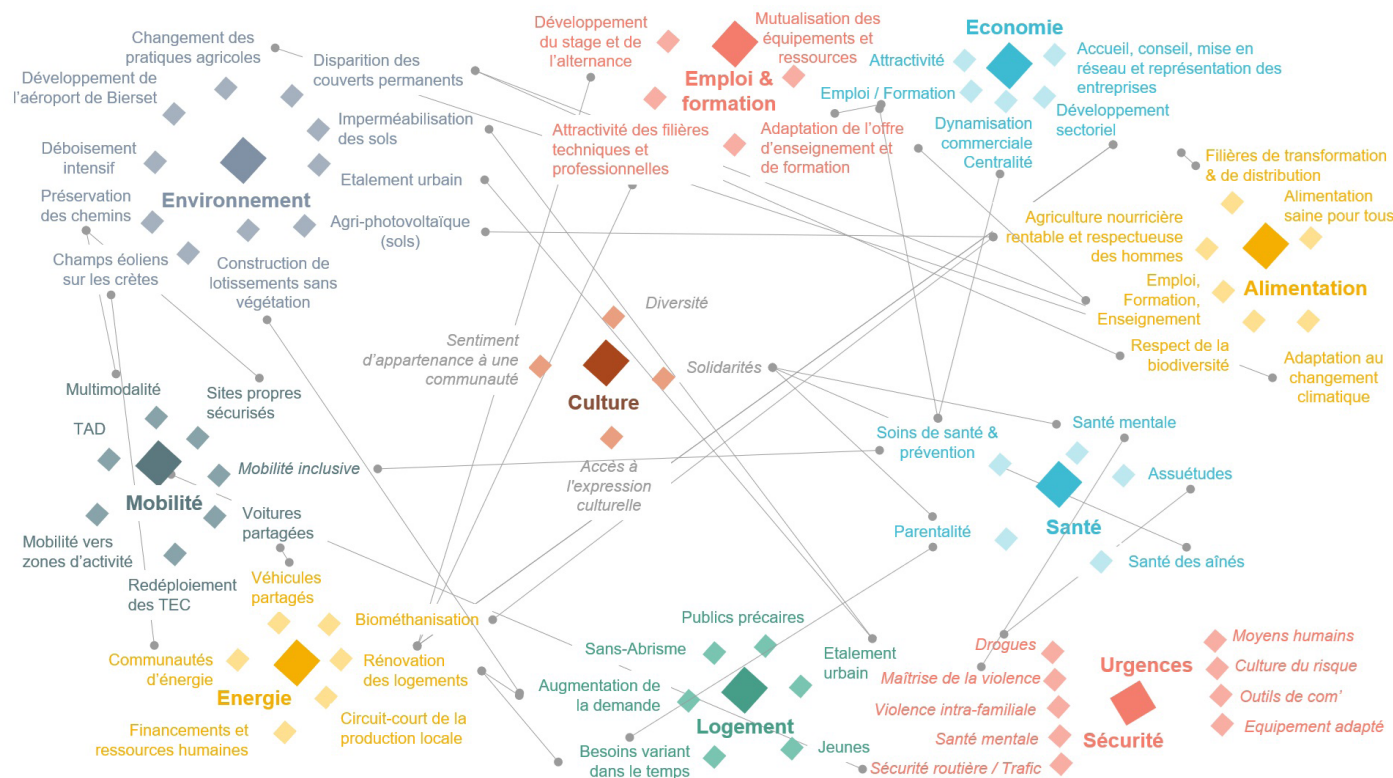 Changement des
pratiques agricoles
Développement de
l’aéroport de Bierset
Disparition des
couverts permanents
Imperméabilisation
des sols
Déboisement
intensif
Etalement urbain
Environnement
Préservation
des chemins
Agri-photovoltaïque
(sols)
Champs éoliens
sur les crètes
Construction de
lotissements sans
végétation
Développement
du stage et de
l’alternance
Mutualisation des
équipements et
ressources
Emploi &
formation
Attractivité des filières
techniques et
professionnelles
Adaptation de l’offre
d’enseignement et
de formation
Economie
Attractivité
Accueil, conseil, mise en
réseau et représentation des
entreprises
Emploi / Formation
Développement
sectoriel
Dynamisation
commerciale
Centralité
Filières de transformation
& de distribution
Alimentation
saine pour tous
Agriculture nourricière
rentable et respectueuse
des hommes
Alimentation
Emploi,
Formation,
Enseignement
Respect de la
biodiversité
Adaptation au
changement
climatique
Diversité
Sentiment
d’appartenance à une
communauté
Solidarités
Culture
Accès à
l'expression
culturelle
Multimodalité
Sites propres
sécurisés
TAD
Mobilité inclusive
Mobilité
Voitures
partagées
Mobilité vers
zones d’activité
Redéploiement
des TEC
Soins de santé &
prévention
Santé mentale
Assuétudes
Santé
Parentalité
Santé des aînés
Véhicules
partagés
Biométhanisation
Communautés
d’énergie
Rénovation
des logements
Energie
Financements et
ressources humaines
Circuit-court de la
production locale
Publics précaires
Sans-Abrisme
Etalement
urbain
Augmentation de
la demande
Logement
Besoins variant
dans le temps
Jeunes
Drogues
Maîtrise de la violence
Violence intra-familiale
Santé mentale
Sécurité routière / Trafic
Urgences
Sécurité
Moyens humains
Culture du risque
Outils de com’
Equipement adapté